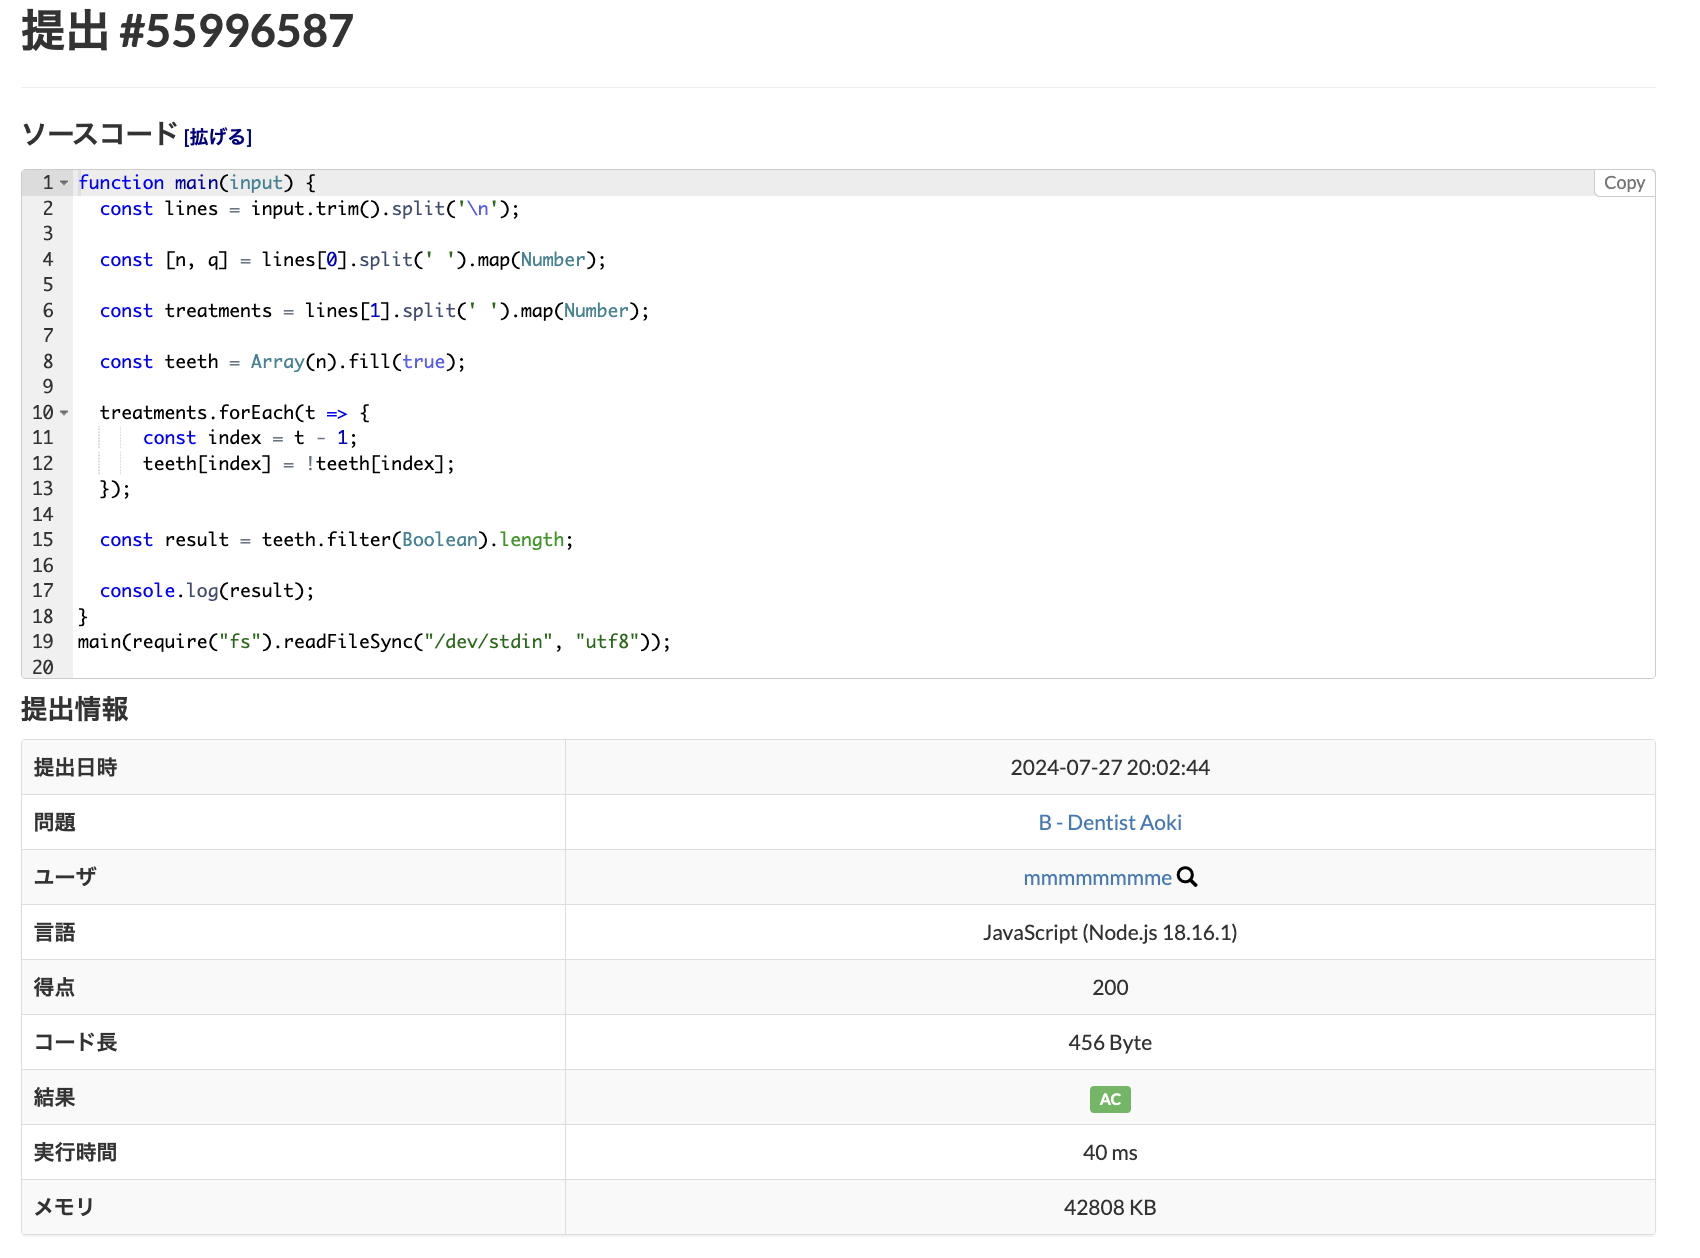 提出 #55996587
ソースコード [拡げる]
Copy
1 function main(input) {
2 const lines = input.trim().split('\n');
3
4 const [n, q] = lines[0].split(' ').map(Number);
5
6 const treatments = lines[1].split(' ').map(Number);
7
8 const teeth = Array(n).fill(true);
9
10 treatments.forEach(t => {
11 const index = t - 1;
12 teeth[index] = !teeth[index];
13 });
14
15 const result = teeth.filter(Boolean).length;
16
17 console.log(result);
18 }
19 main(require("fs").readFileSync("/dev/stdin", "utf8"));
20
提出情報
提出日時 2024-07-27 20:02:44
問題 B - Dentist Aoki
ユーザ mmmmmmmme
言語 JavaScript (Node.js 18.16.1)
得点 200
コード長 456 Byte
結果 AC
実行時間 40 ms
メモリ 42808 KB